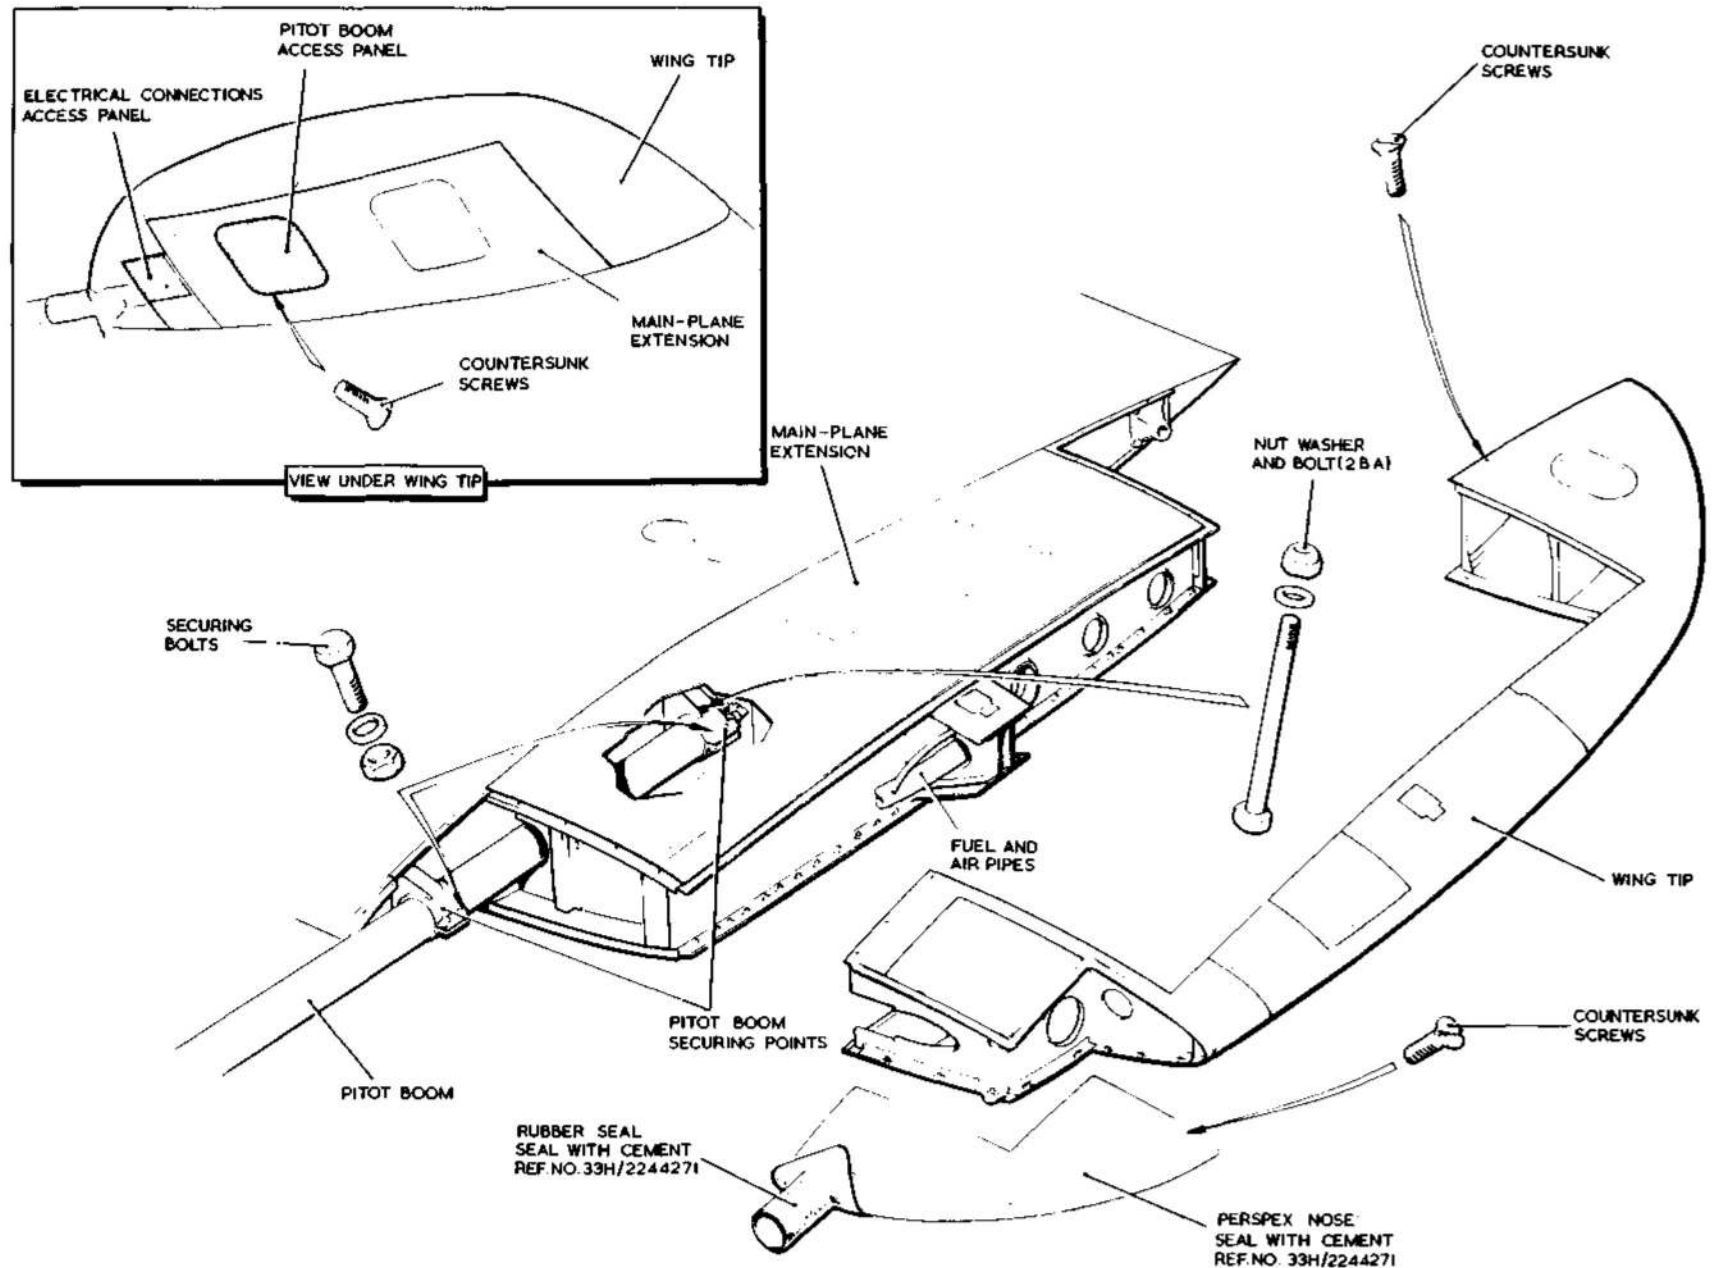 PITOT BOOM
ACCESS PANEL
WING TIP
ELECTRICAL CONNECTIONS
ACCESS PANEL
MAIN-PLANE
EXTENSION
COUNTERSUNK
SCREWS
VIEW UNDER WING TIP
COUNTERSUNK
SCREWS
MAIN-PLANE
EXTENSION
NUT WASHER
AND BOLT(2BA)
SECURING
BOLTS
FUEL AND
AIR PIPES
WING TIP
PITOT BOOM
SECURING POINTS
COUNTERSUNK
SCREWS
PITOT BOOM
RUBBER SEAL
SEAL WITH CEMENT
REF.NO.33H/2244271
PERSPEX NOSE
SEAL WITH CEMENT
REF.NO. 33H/2244271